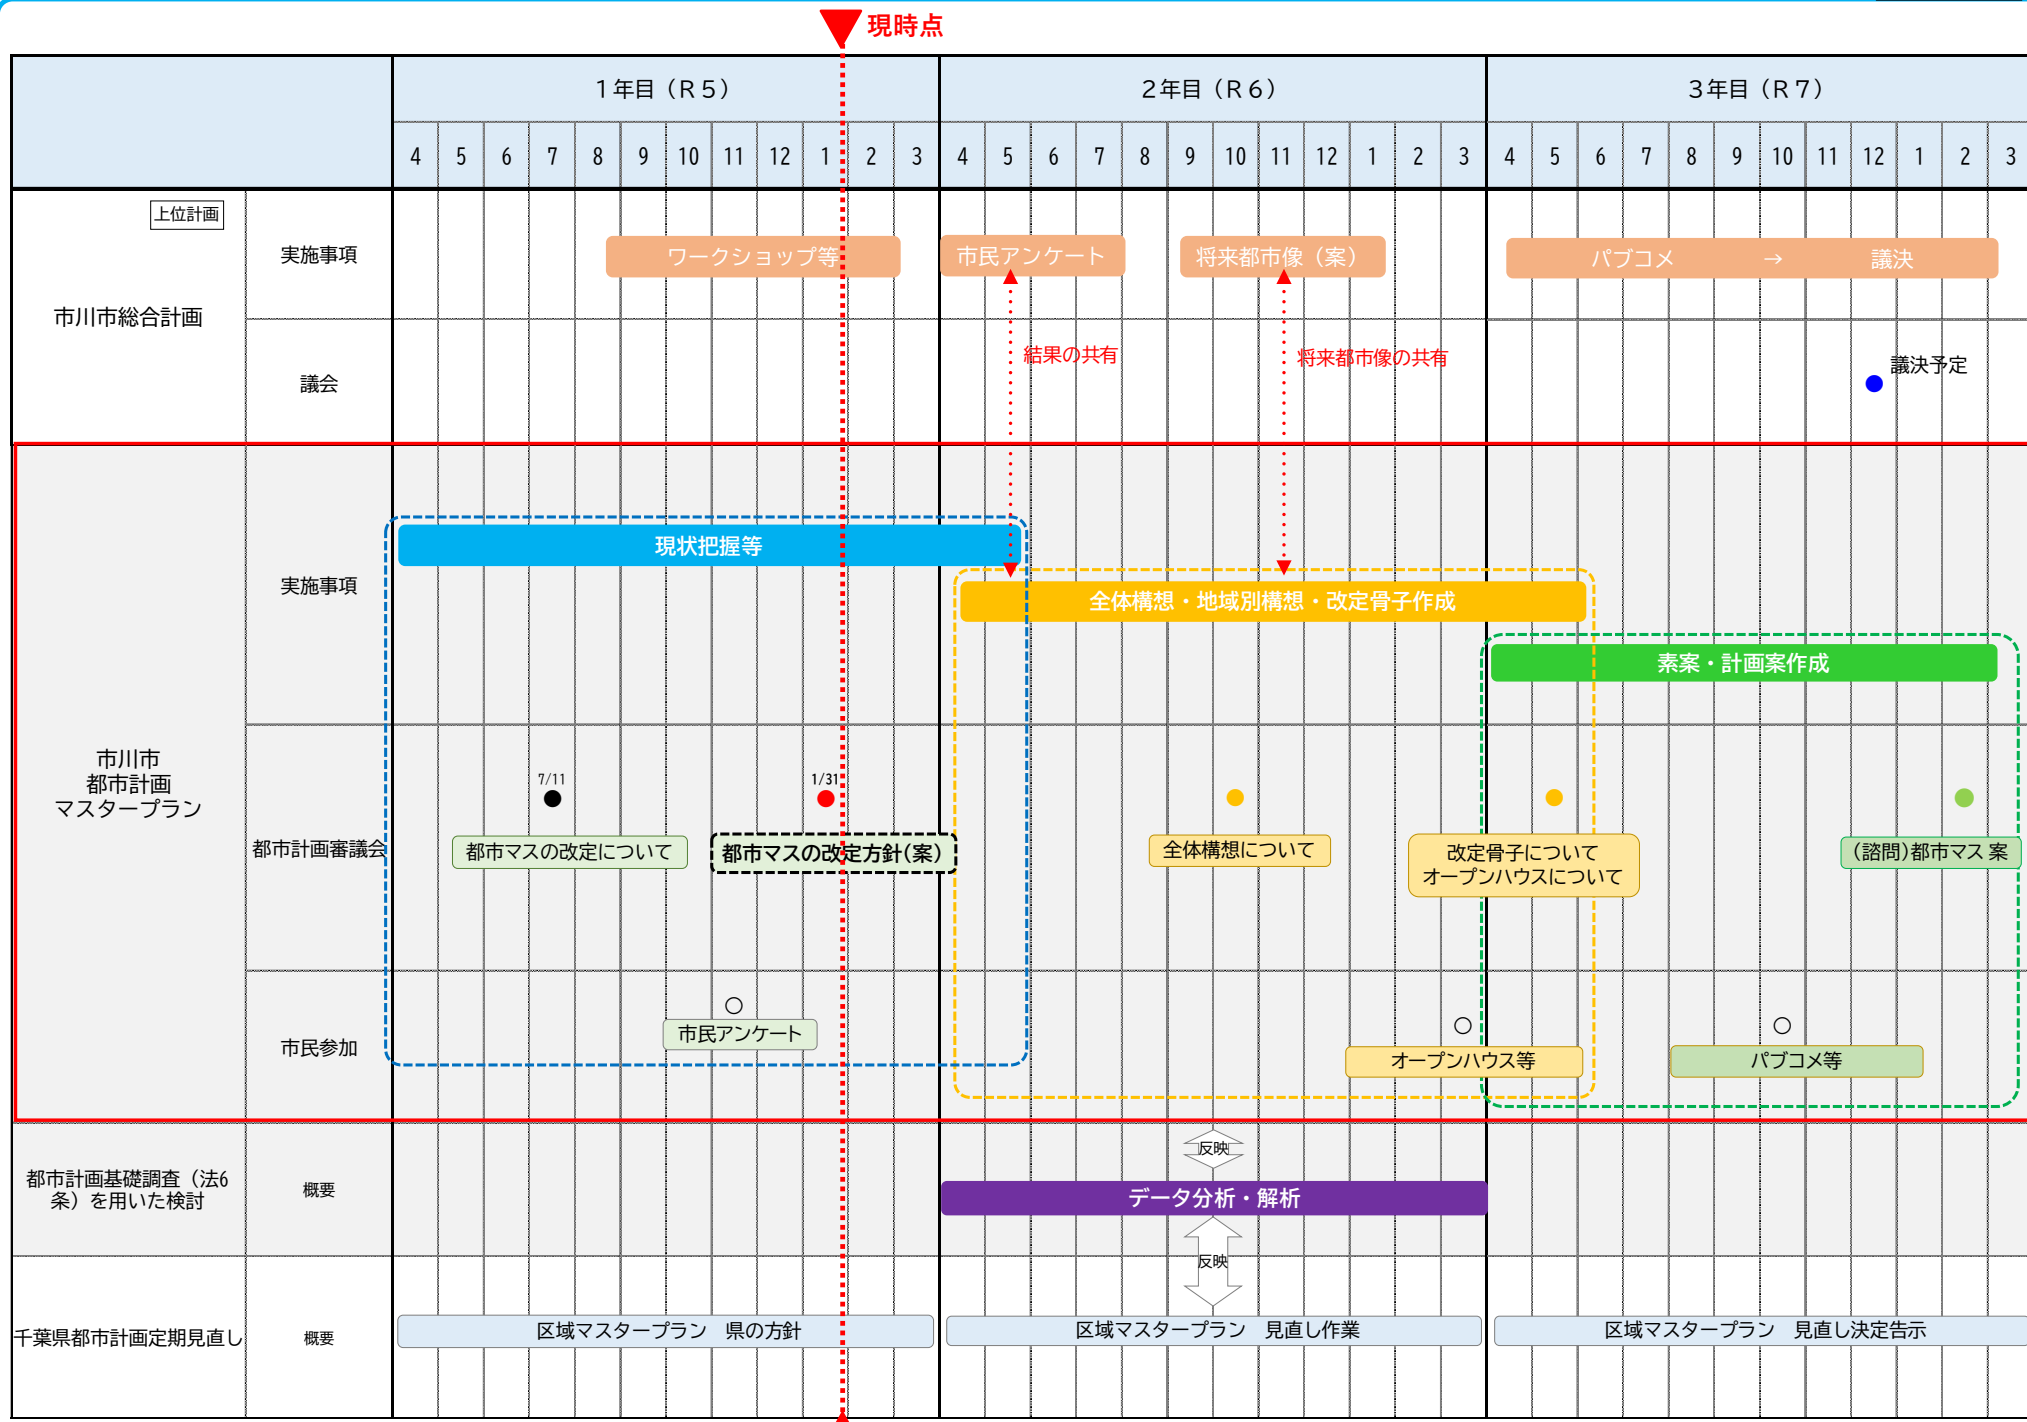 現時点
1年目（R5）
2年目（R6）
3年目（R7）
4 5 6 7 8 9 10 11 12 1 2 3 4 5 6 7 8 9 10 11 12 1 2 3 4 5 6 7 8 9 10 11 12 1 2 3
上位計画
市川市総合計画
実施事項
ワークショップ等
市民アンケート
将来都市像（案）
パブコメ → 議決
結果の共有
将来都市像の共有
議会
議決予定
市川市
都市計画
マスタープラン
実施事項
現状把握等
全体構想・地域別構想・改定骨子作成
素案・計画案作成
都市計画審議会
7/11
1/31
都市マスの改定について
都市マスの改定方針(案)
全体構想について
改定骨子について
オープンハウスについて
(諮問)都市マス 案
市民参加
市民アンケート
オープンハウス等
パブコメ等
反映
都市計画基礎調査（法6
条）を用いた検討
概要
データ分析・解析
反映
千葉県都市計画定期見直し
概要
区域マスタープラン　県の方針
区域マスタープラン　見直し作業
区域マスタープラン　見直し決定告示